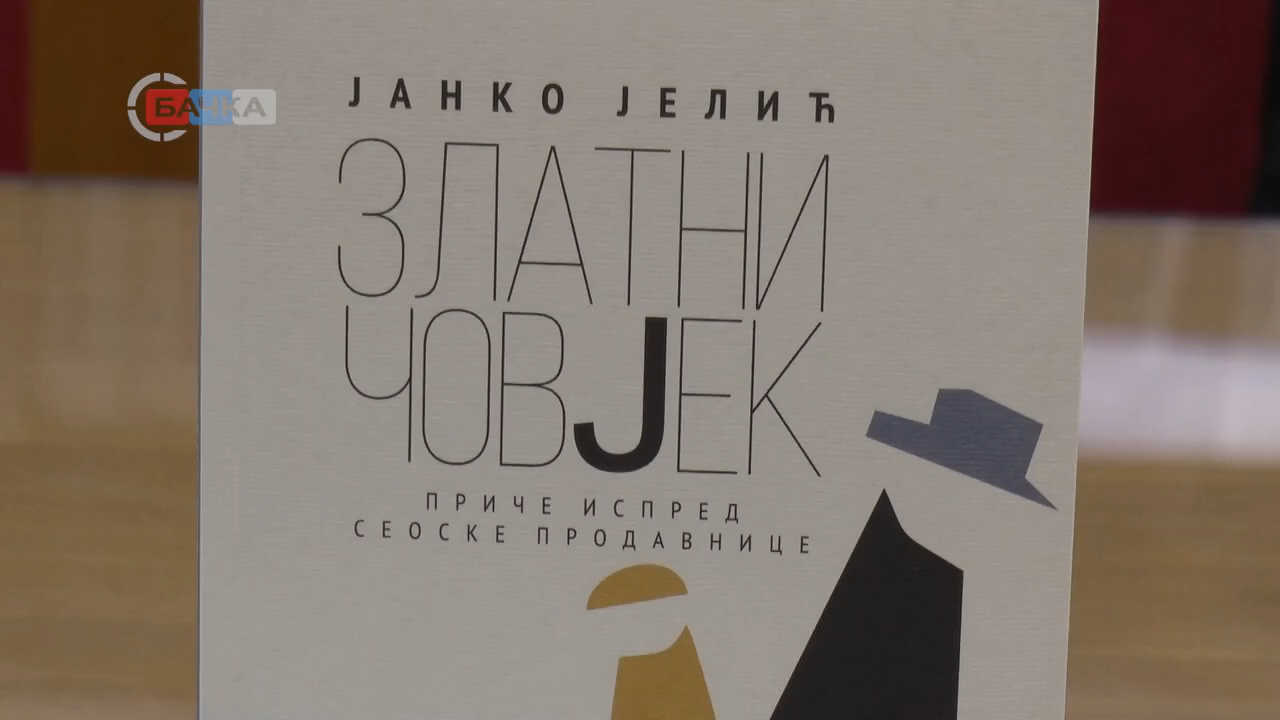 БАЧКА
ЈАНКО ЈЕЛИЋ
ЗЛАТНИ
ЧОВЈЕК
ПРИЧЕ ИСПРЕД
СЕОСКЕ ПРОДАВНИЦЕ